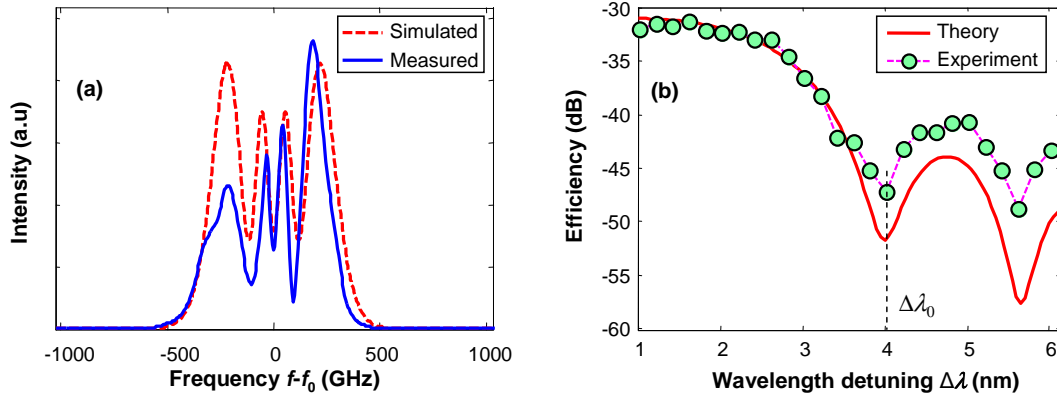 Simulated
Measured
(a)
Intensity (a.u)
-1000
-500
0
500
1000
Frequency f-f0 (GHz)
-30
-35
-40
-45
-50
-55
-60
Theory
Experiment
(b)
Efficiency (dB)
Δλ0
1
2
3
4
5
6
Wavelength detuning Δλ (nm)